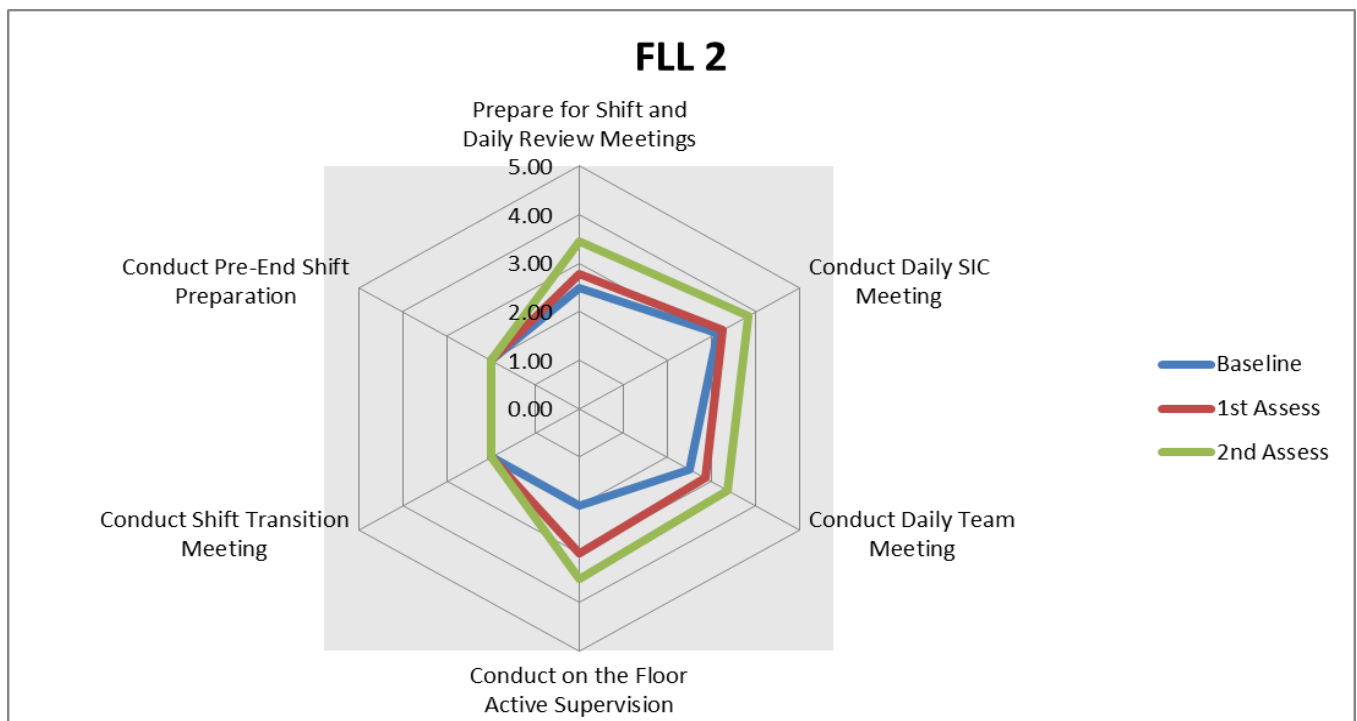 FLL 2
Prepare for Shift and
Daily Review Meetings
5.00
4.00
3.00
2.00
1.00
0.00
Conduct Daily SIC
Meeting
Conduct Daily Team
Meeting
Conduct on the Floor
Active Supervision
Conduct Shift Transition
Meeting
Conduct Pre-End Shift
Preparation
Baseline
1st Assess
2nd Assess